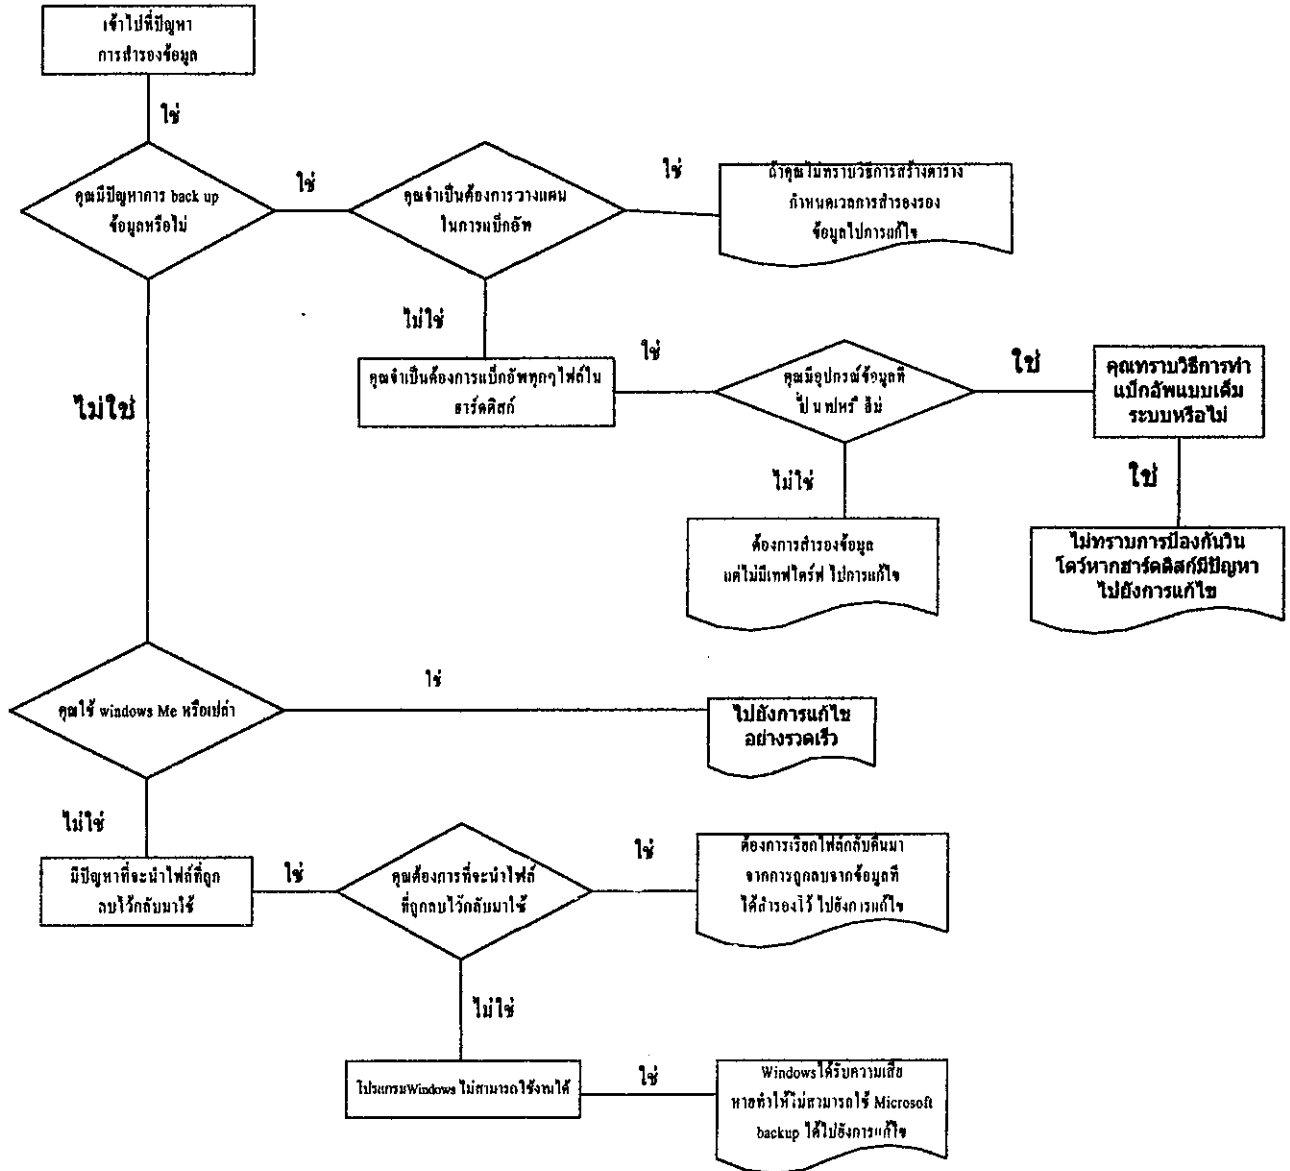 เข้าไปที่ปัญหา
การสำรองข้อมูล
ใช่
คุณมีปัญหาการ back up
ข้อมูลหรือไม่
ใช่
คุณจำเป็นต้องการวางแผน
ในการแบ็กอัพ
ใช่
ถ้าคุณไม่ทราบวิธีการสร้างตาราง
กำหนดเวลการสำรองรอง
ข้อมูลไปการแก้ไข
ไม่ใช่
ไม่ใช่
คุณจำเป็นต้องการแบ็กอัพทุกๆไฟล์ใน
ฮาร์ดดิสก์
ใช่
คุณมีอุปกรณ์ข้อมูลที่
ใช่
คุณทราบวิธีการทำ
แบ็กอัพแบบเต็ม
ระบบหรือไม่
ไม่ใช่
ใช่
ต้องการสำรองข้อมูล
แต่ไม่มีเทฟไดร์ฟ ไปการแก้ไข
ไม่ทราบการป้องกันวิน
โดว์หากฮาร์ดดิสก์มีปัญหา
ไปยังการแก้ไข
คุณใช้ windows Me หรือเปล่า
ใช่
ไปยังการแก้ไข
อย่างรวดเร็ว
ไม่ใช่
มีปัญหาที่จะนำไฟล์ที่ถูก
ลบไว้กลับมาใช้
ใช่
คุณต้องการที่จะนำไฟล์
ที่ถูกลบไว้กลับมาใช้
ใช่
ต้องการเรียกไฟล์กลับคืนมา
จากการถูกลบจากข้อมูลที่
ได้สำรองไว้ ไปยังการแก้ไข
ไม่ใช่
โปรแกรมWindows ไม่สามารถใช้งานได้
ใช่
Windowsได้รับความเสีย
หายทำให้ไม่สามารถใช้ Microsoft
backup ได้ไปยังการแก้ไข